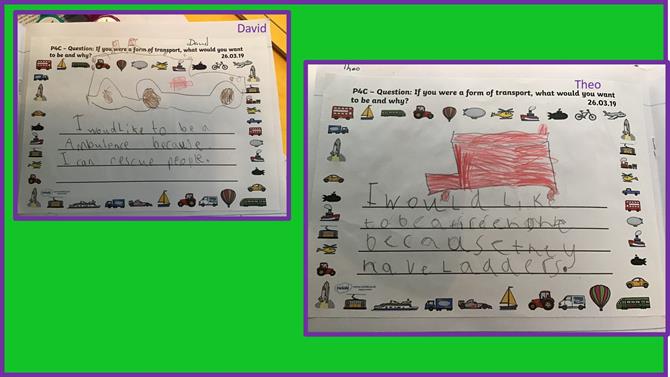 David
David
P4C – Question: If you were a form of transport, what would you want
to be and why? 26.03.19
I would like to be a
Ambulence because
I can rescue people.
Theo
Theo
P4C – Question: If you were a form of transport, what would you want
to be and why? 26.03.19
I would like
to be a
because they
have Ladders.
twinkl